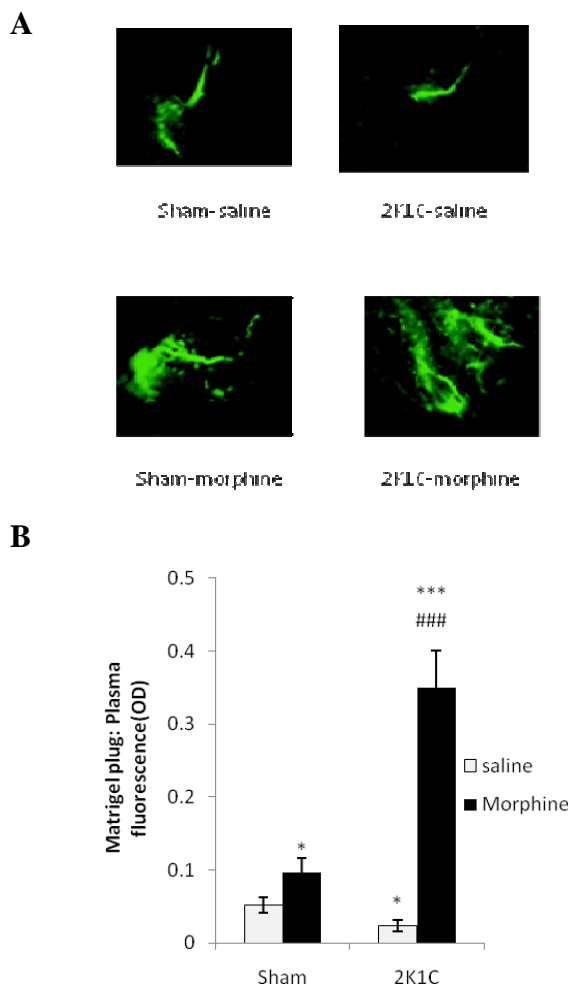 A
Sham-saline
2K1C-saline
Sham-morphine
2K1C-morphine
B
Matrigel plug: Plasma
fluorescence(OD)
0.5
0.4
0.3
0.2
0.1
0
*
*
***
###
saline
Morphine
Sham
2K1C